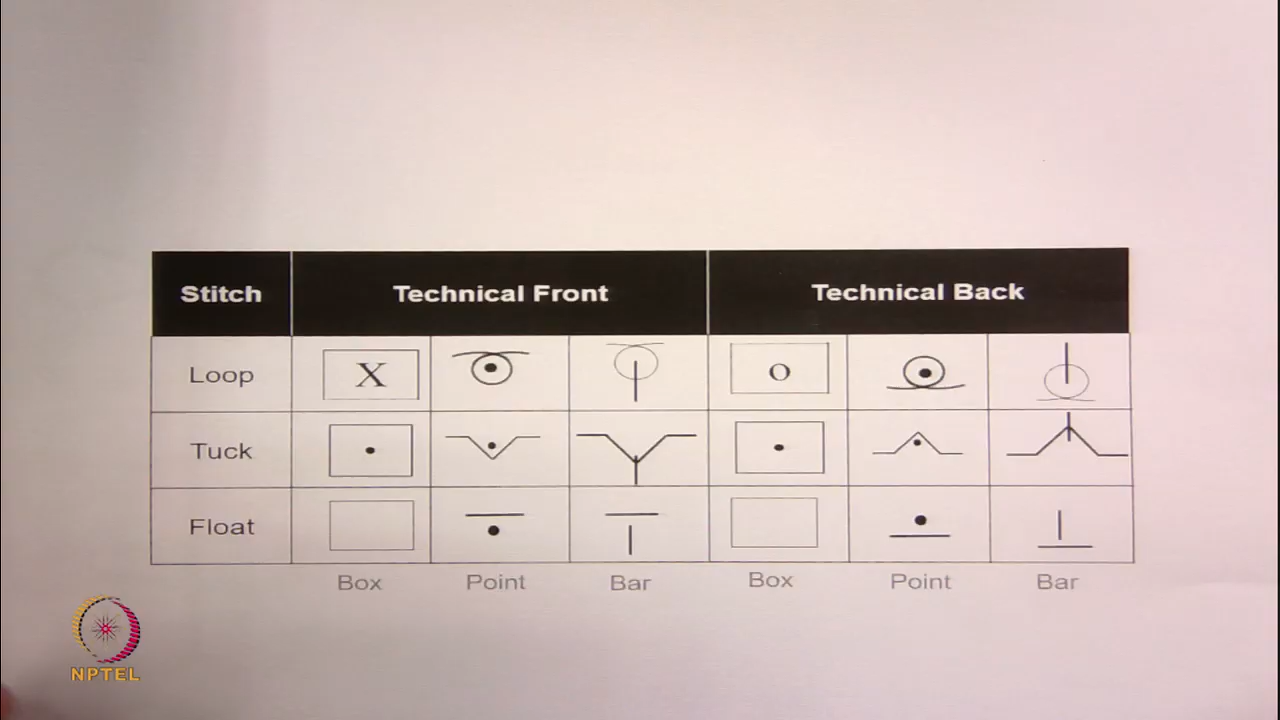 Stitch Technical Front Technical Back
Loop X o
Tuck
Float
Box Point Bar Box Point Bar
NPTEL